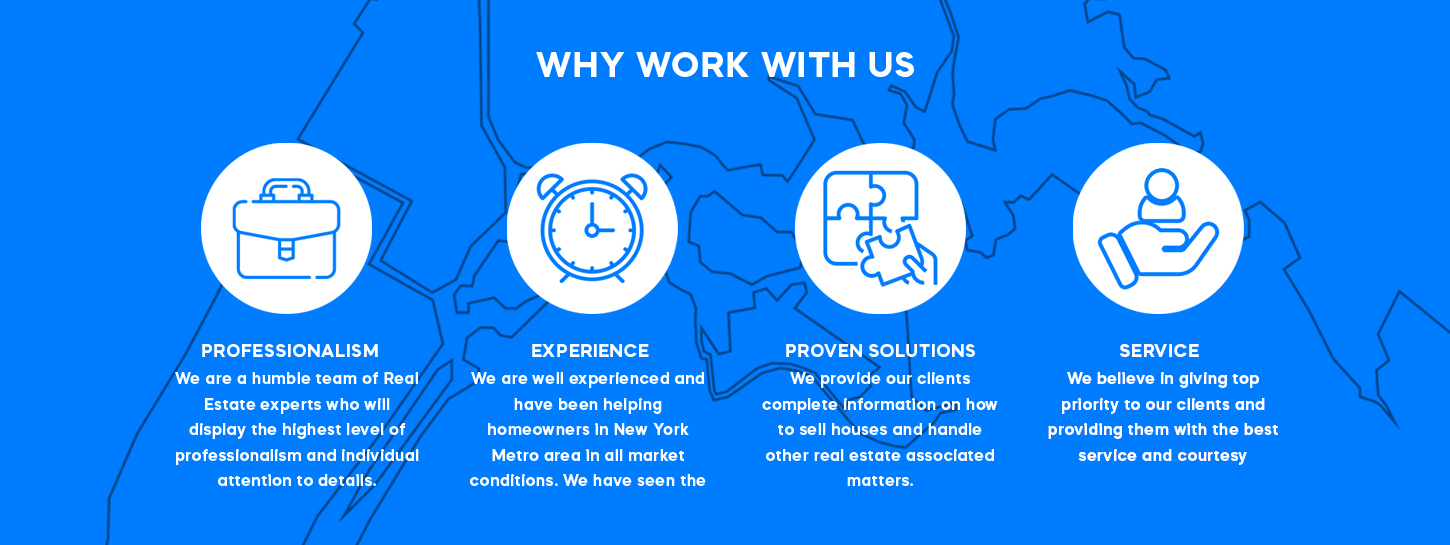 WHY WORK WITH US
PROFESSIONALISM
We are a humble team of Real
Estate experts who will
display the highest level of
professionalism and individual
attention to details.
EXPERIENCE
We are well experienced and
have been helping
homeowners in New York
Metro area in all market
conditions. We have seen the
PROVEN SOLUTIONS
We provide our clients
complete information on how
to sell houses and handle
other real estate associated
matters.
SERVICE
We believe in giving top
priority to our clients and
providing them with the best
service and courtesy